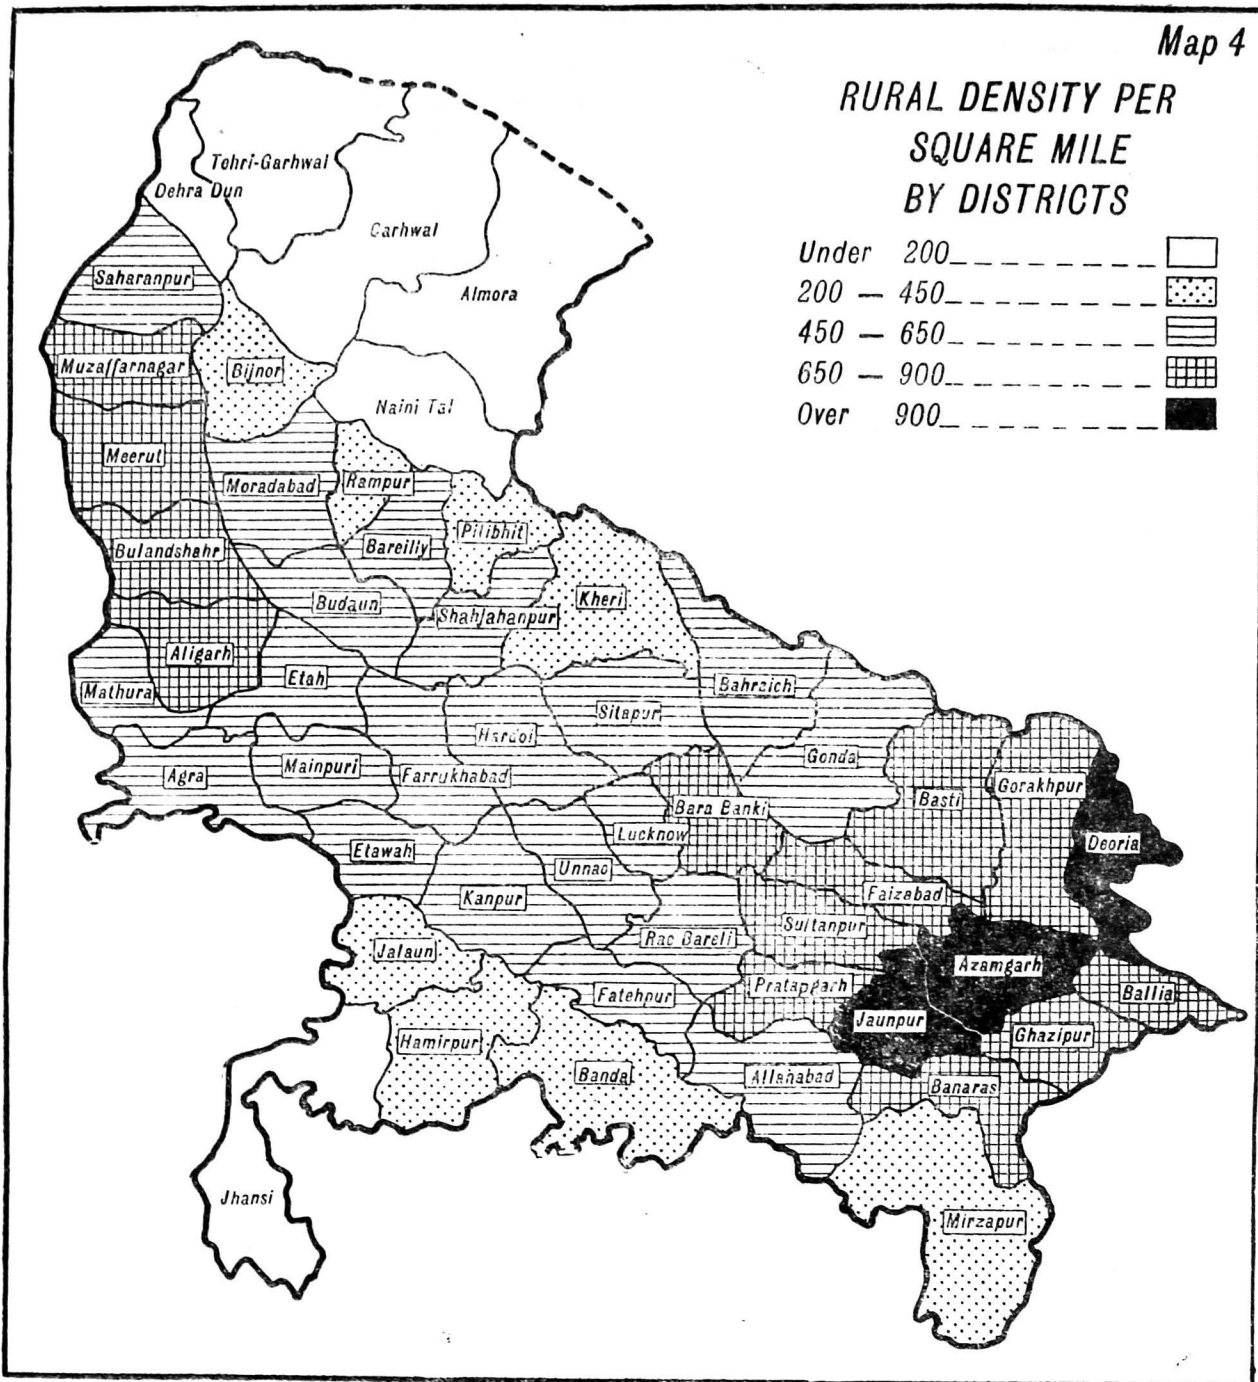 Map 4
RURAL DENSITY PER
SQUARE MILE
BY DISTRICTS
Under 200
200 — 450
450 — 650
650 — 900
Over 900
Tehri-Garhwal
Dehra Dun
Garhwal
Saharanpur
Almora
Muzaffarnagar
Bijnor
Naini Tal
Meerut
Moradabad
Rampur
Pilibhit
Bulandshahr
Bareilly
Budaun
Shahjahanpur
Kheri
Aligarh
Etah
Mathura
Bahraich
Sitapur
Hardoi
Gonda
Mainpuri
Agra
Farrukhabad
Gorakhpur
Basti
Bara Banki
Lucknow
Deoria
Etawah
Unnao
Kanpur
Faizabad
Sultanpur
Rae Bareli
Jalaun
Azamgarh
Pratapgarh
Ballia
Fatehpur
Jaunpur
Ghazipur
Hamirpur
Banda
Allahabad
Banaras
Jhansi
Mirzapur